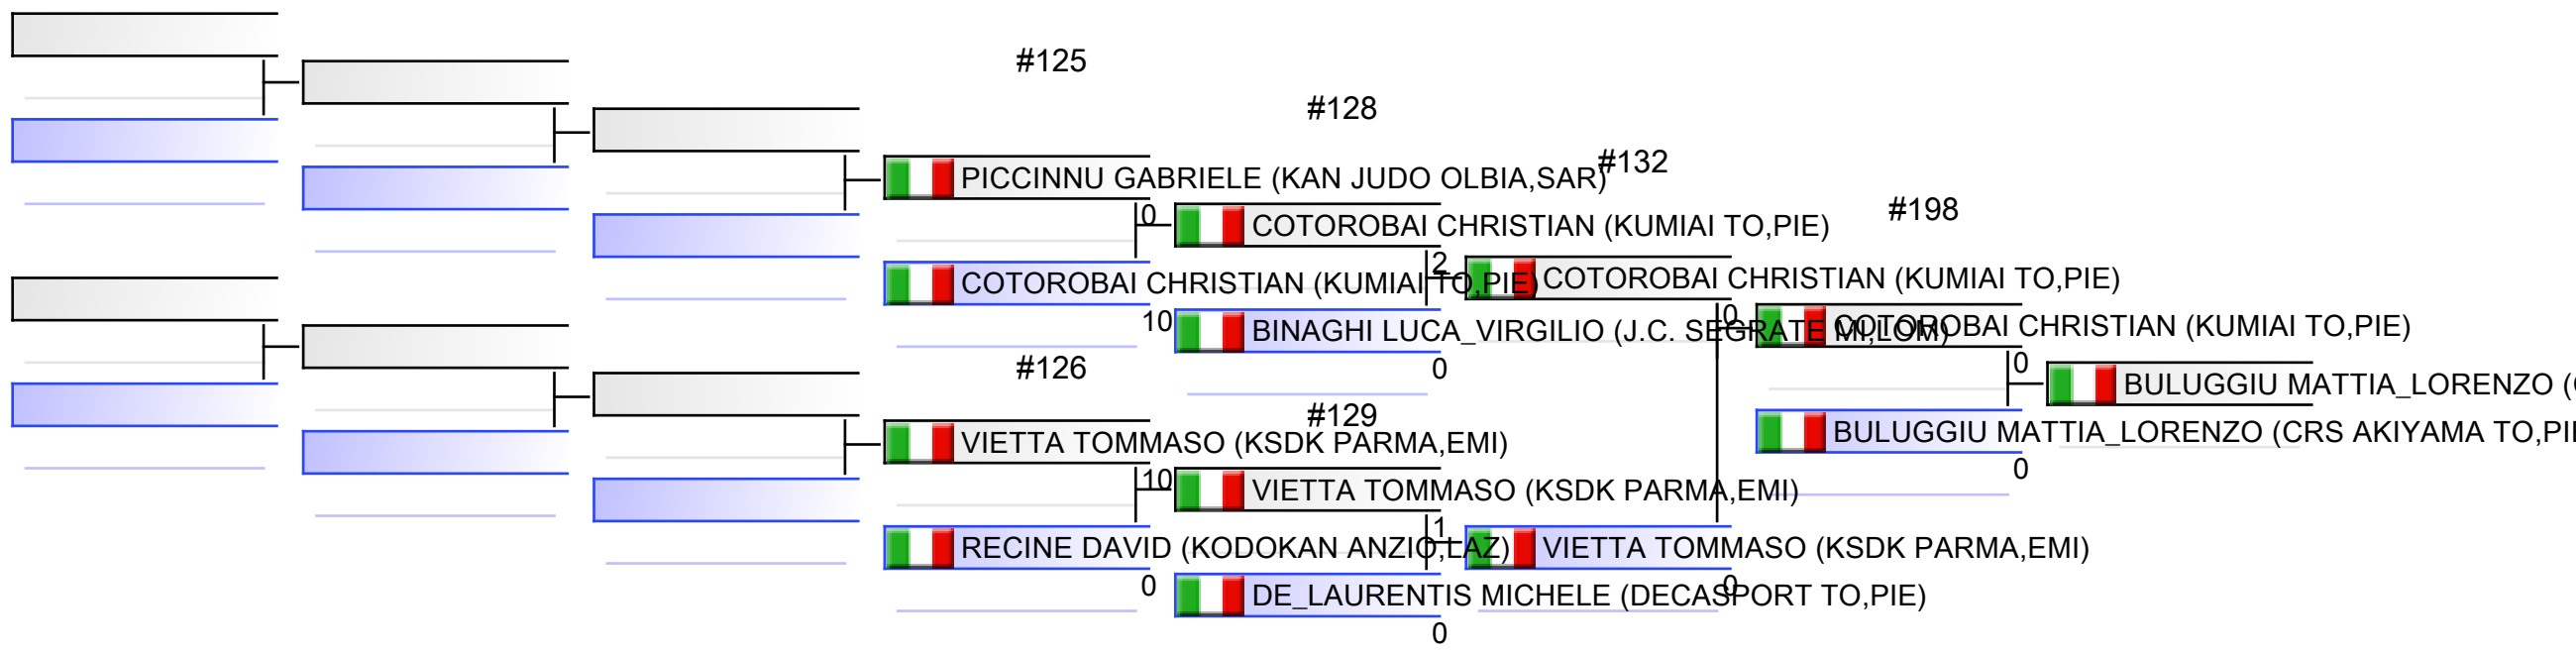 #125
#128
#132
PICCINNU GABRIELE (KAN JUDO OLBIA,SAR)
#198
0
COTOROBAI CHRISTIAN (KUMIAI TO,PIE)
2
COTOROBAI CHRISTIAN (KUMIAI TO,PIE)
COTOROBAI CHRISTIAN (KUMIAI TO,PIE)
10
0
BINAGHI LUCA_VIRGILIO (J.C. SEGRATE MI,LOM)
COTOROBAI CHRISTIAN (KUMIAI TO,PIE)
#126
0
0
BULUGGIU MATTIA_LORENZO (
#129
BULUGGIU MATTIA_LORENZO (CRS AKIYAMA TO,PIE
VIETTA TOMMASO (KSDK PARMA,EMI)
0
10
VIETTA TOMMASO (KSDK PARMA,EMI)
1
RECINE DAVID (KODOKAN ANZIO,LAZ)
VIETTA TOMMASO (KSDK PARMA,EMI)
0
0
DE_LAURENTIS MICHELE (DECASPORT TO,PIE)
0